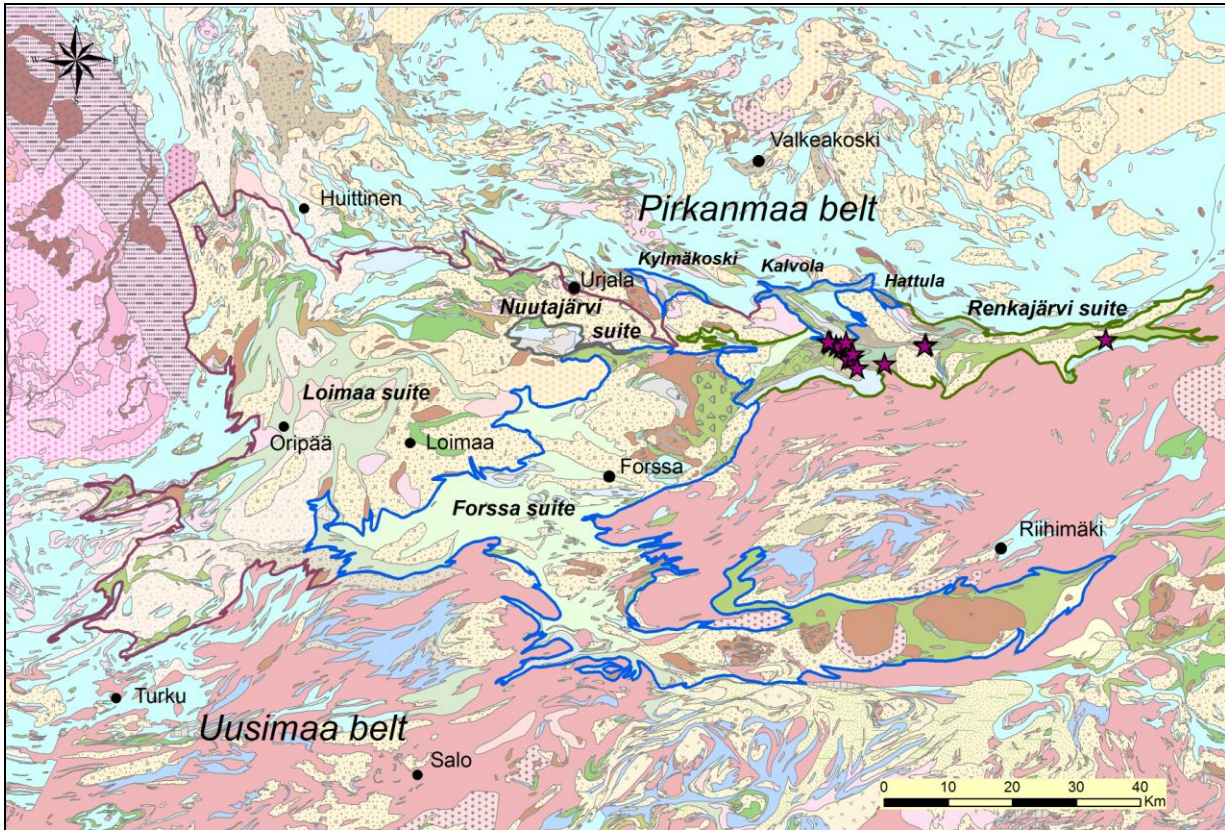 N
W
E
Valkeakoski
Huittinen
Pirkanmaa belt
Kylmäkoski
Kalvola
Urjala
Hattula
Nuutajärvi
suite
Renkajärvi suite
Loimaa suite
Oripää
Loimaa
Forssa
Forssa suite
Riihimäki
Turku
Uusimaa belt
Salo
0 10 20 30 40
Km